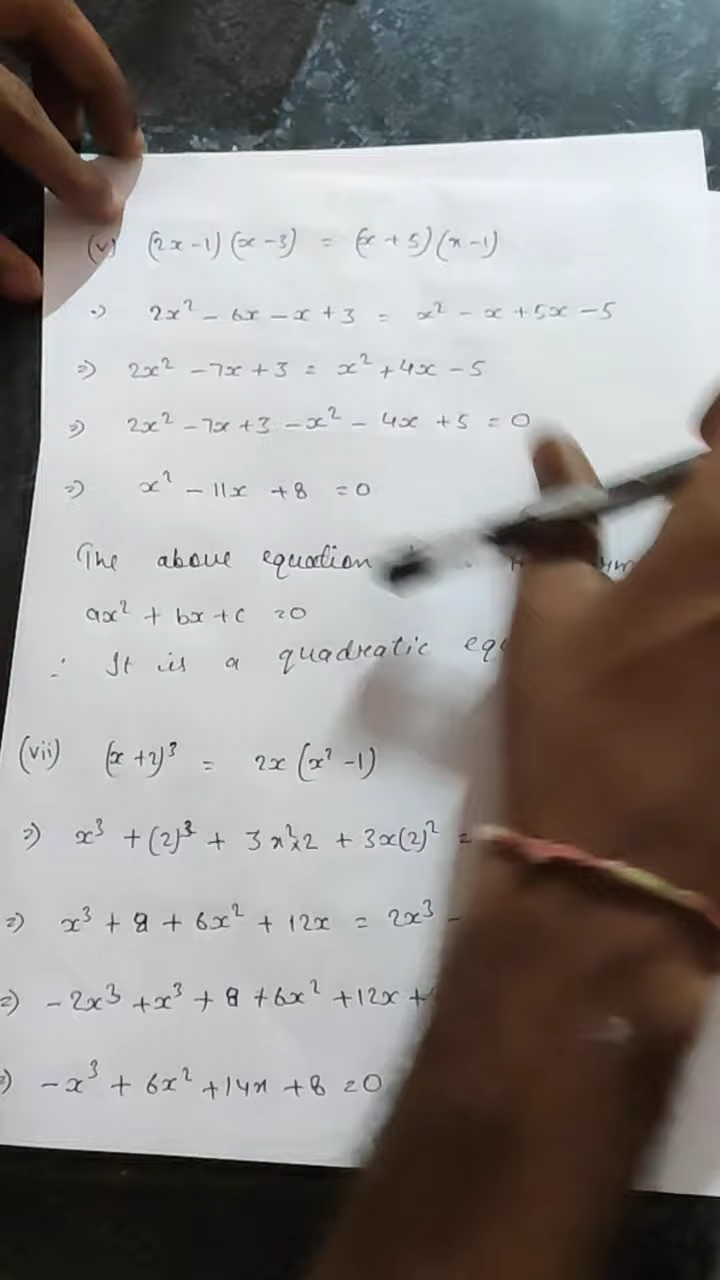 (v) (2x-1)(x-3) = (x+5)(x-1)
=) 2x² - 6x - x + 3 = x² - x + 5x - 5
=) 2x² - 7x + 3 = x² + 4x - 5
=) 2x² - 7x + 3 - x² - 4x + 5 = 0
=) x² - 11x + 8 = 0
The above equation
ax² + bx + c = 0
∴ It is a quadratic
(vii) (x+2)³ = 2x(x²-1)
=) x³ + (2)³ + 3x²×2 + 3x(2)² =
=) x³ + 8 + 6x² + 12x = 2x³ -
=) -2x³ + x³ + 8 + 6x² + 12x +
=) -x³ + 6x² + 14x + 8 = 0